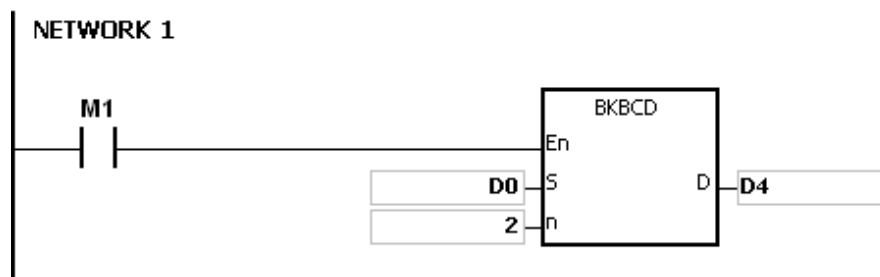 NETWORK 1
M1
BKBCD
En
D0 S D D4
2 n